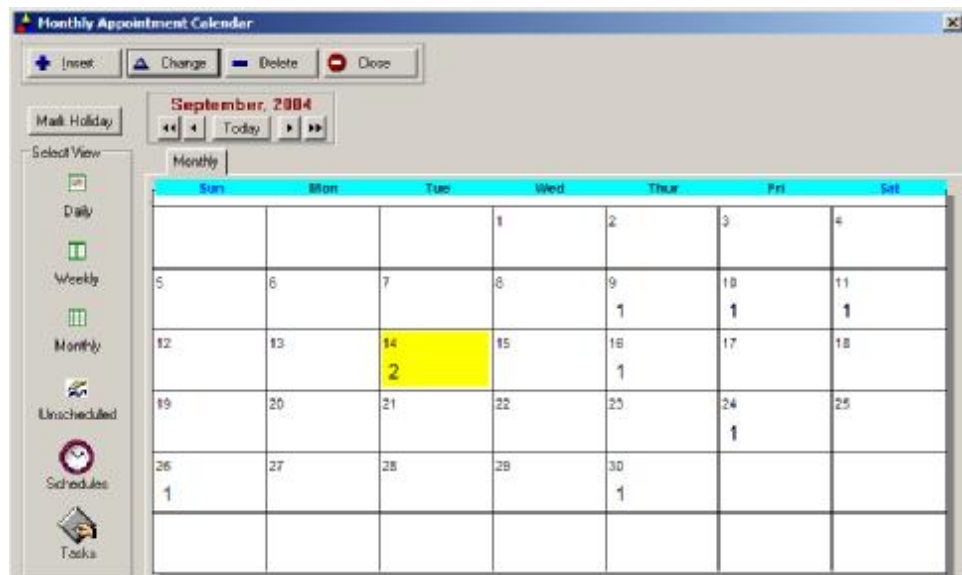 Monthly Appointment Calendar
Insert Change Delete Close
Mark Holiday
September, 2004
Today
Select View
Monthly
Sun Mon Tue Wed Thur Fri Sat
Daily
1 2 3 4
Weekly
5 6 7 8 9 10 11
1 1 1
Monthly
12 13 14 15 16 17 18
2 1
Unscheduled
19 20 21 22 23 24 25
1
Schedules
26 27 28 29 30
1 1
Tasks